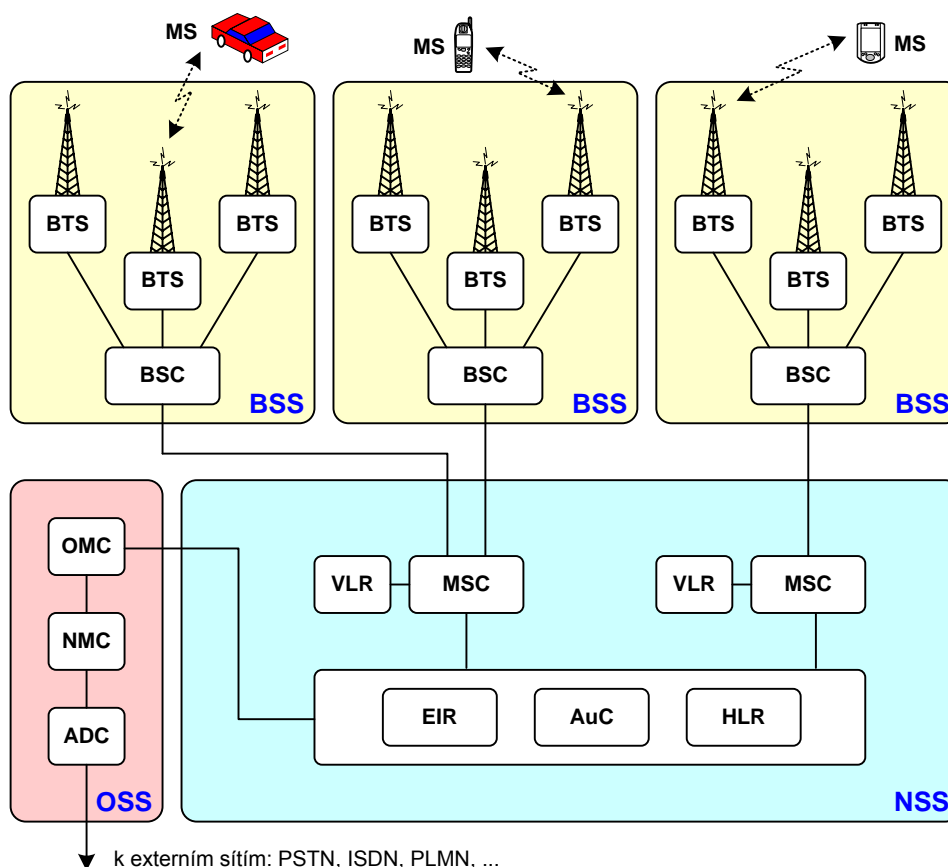 MS
MS
MS
BTS
BTS
BTS
BSC
BSS
BTS
BTS
BTS
BSC
BSS
BTS
BTS
BTS
BSC
BSS
OMC
NMC
ADC
OSS
VLR
MSC
VLR
MSC
EIR
AuC
HLR
NSS
k externím sítím: PSTN, ISDN, PLMN, ...